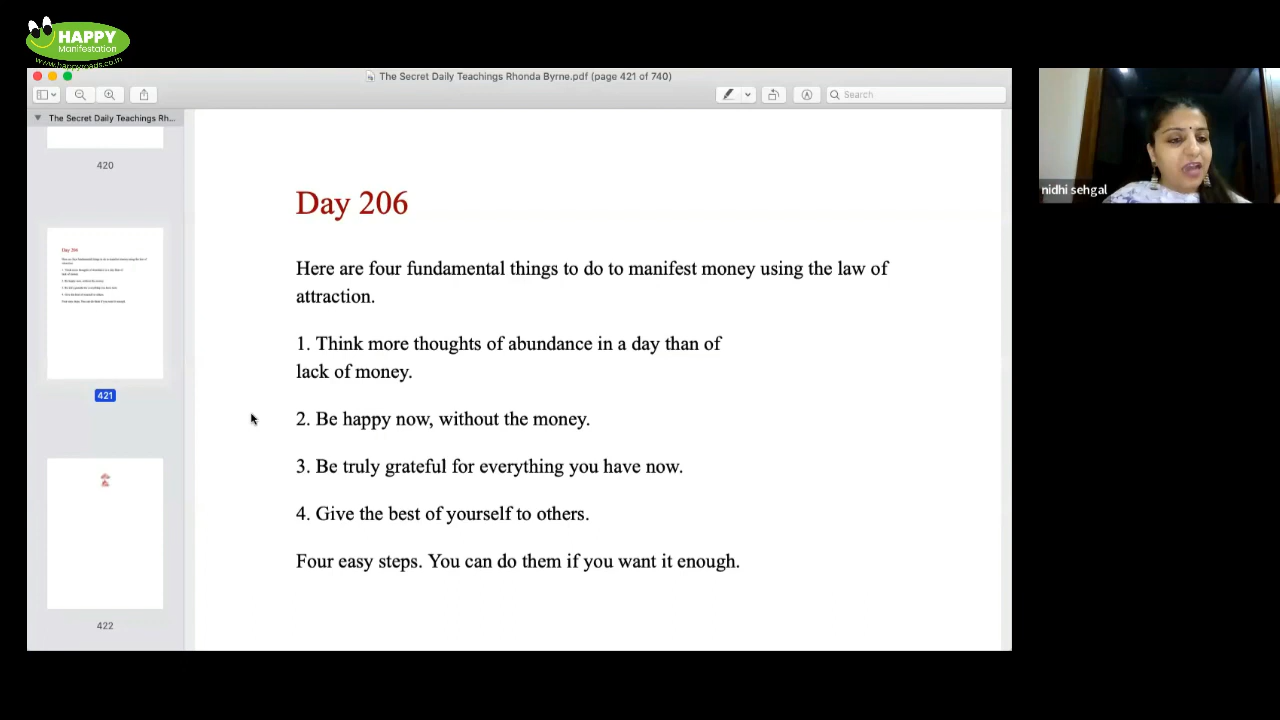 HAPPY
Manifestation
www.happyroads.co.in
The Secret Daily Teachings Rhonda Byrne.pdf (page 421 of 740)
Search
The Secret Daily Teachings Rh...
420
421
422
Day 206
Here are four fundamental things to do to manifest money using the law of
attraction.
1. Think more thoughts of abundance in a day than of
lack of money.
2. Be happy now, without the money.
3. Be truly grateful for everything you have now.
4. Give the best of yourself to others.
Four easy steps. You can do them if you want it enough.
nidhi sehgal